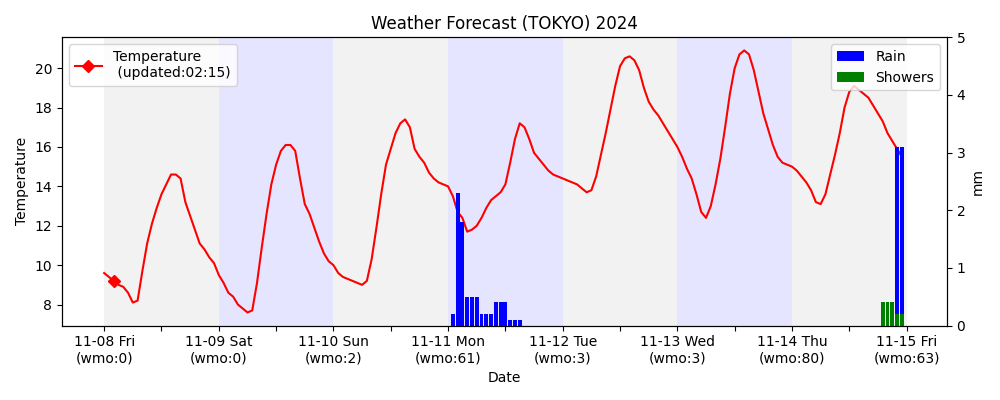 Weather Forecast (TOKYO) 2024
Temperature
(updated:02:15)
Rain
Showers
Temperature
20
18
16
14
12
10
8
5
4
3
2
1
0
mm
11-08 Fri
(wmo:0)
11-09 Sat
(wmo:0)
11-10 Sun
(wmo:2)
11-11 Mon
(wmo:61)
11-12 Tue
(wmo:3)
11-13 Wed
(wmo:3)
11-14 Thu
(wmo:80)
11-15 Fri
(wmo:63)
Date